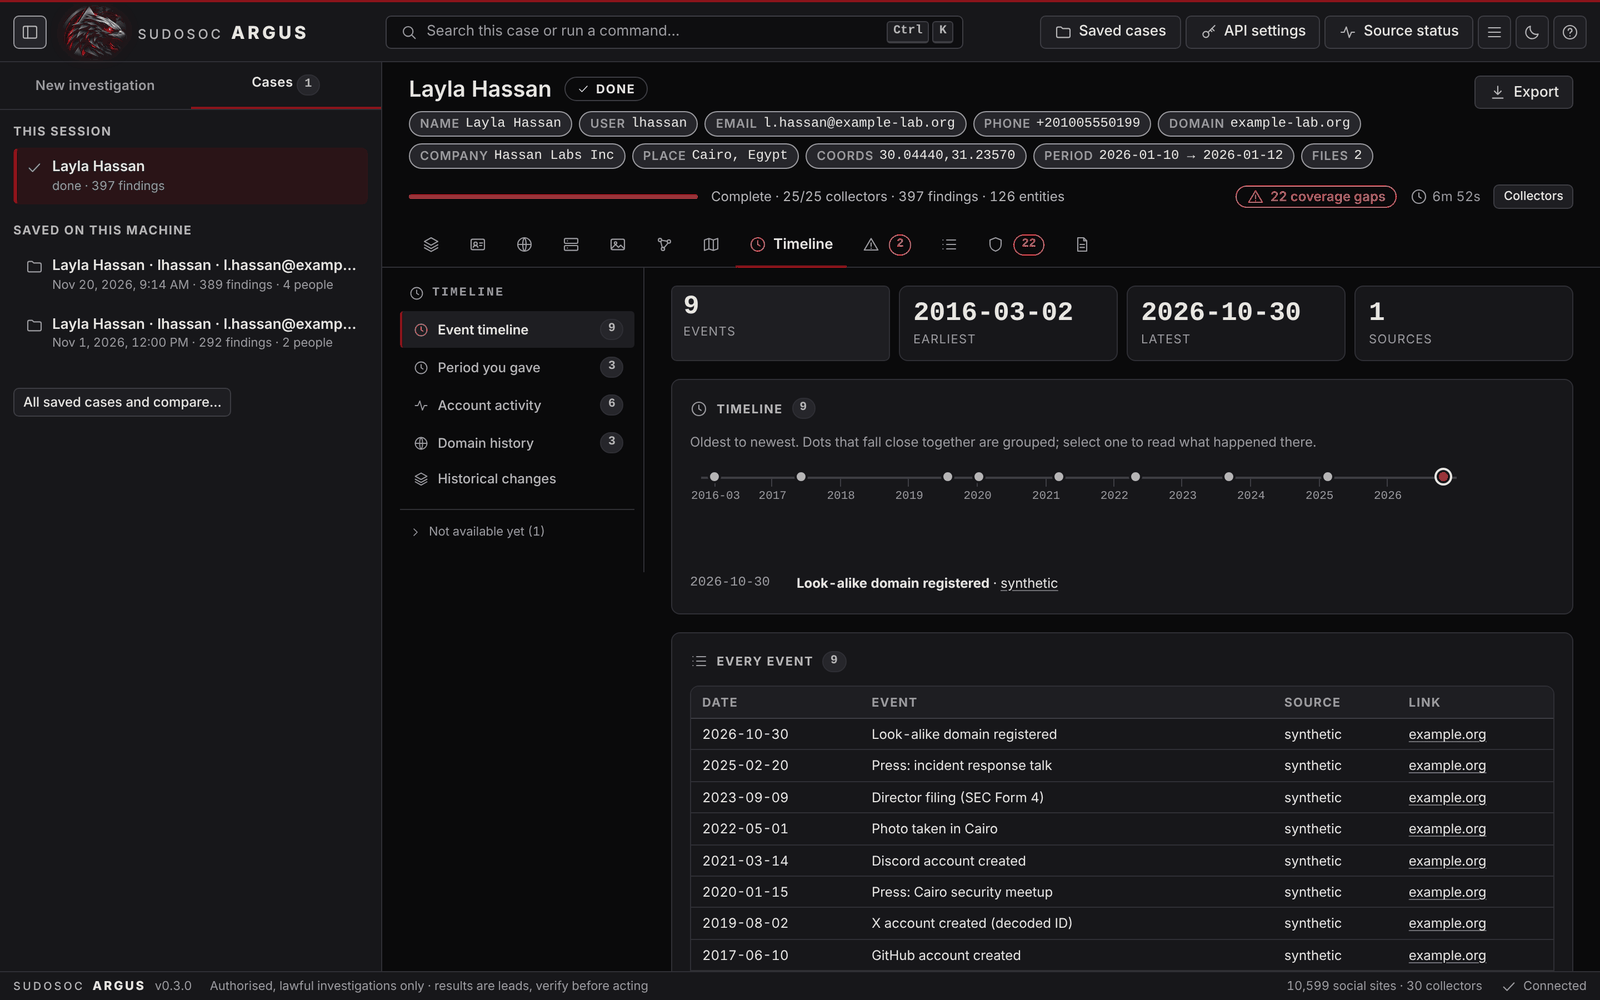 SUDOSOC ARGUS
Search this case or run a command...
Ctrl K
Saved cases
API settings
Source status
New investigation
Cases 1
THIS SESSION
Layla Hassan
done · 397 findings
SAVED ON THIS MACHINE
Layla Hassan · lhassan · l.hassan@examp...
Nov 20, 2026, 9:14 AM · 389 findings · 4 people
Layla Hassan · lhassan · l.hassan@examp...
Nov 1, 2026, 12:00 PM · 292 findings · 2 people
All saved cases and compare...
Layla Hassan
DONE
Export
NAME Layla Hassan
USER lhassan
EMAIL l.hassan@example-lab.org
PHONE +201005550199
DOMAIN example-lab.org
COMPANY Hassan Labs Inc
PLACE Cairo, Egypt
COORDS 30.04440,31.23570
PERIOD 2026-01-10 → 2026-01-12
FILES 2
Complete · 25/25 collectors · 397 findings · 126 entities
22 coverage gaps
6m 52s
Collectors
Timeline
2
22
TIMELINE
Event timeline 9
Period you gave 3
Account activity 6
Domain history 3
Historical changes
Not available yet (1)
9
EVENTS
2016-03-02
EARLIEST
2026-10-30
LATEST
1
SOURCES
TIMELINE 9
Oldest to newest. Dots that fall close together are grouped; select one to read what happened there.
2016-03 2017 2018 2019 2020 2021 2022 2023 2024 2025 2026
2026-10-30 Look-alike domain registered · synthetic
EVERY EVENT 9
DATE EVENT SOURCE LINK
2026-10-30 Look-alike domain registered synthetic example.org
2025-02-20 Press: incident response talk synthetic example.org
2023-09-09 Director filing (SEC Form 4) synthetic example.org
2022-05-01 Photo taken in Cairo synthetic example.org
2021-03-14 Discord account created synthetic example.org
2020-01-15 Press: Cairo security meetup synthetic example.org
2019-08-02 X account created (decoded ID) synthetic example.org
2017-06-10 GitHub account created synthetic example.org
SUDOSOC ARGUS v0.3.0 Authorised, lawful investigations only · results are leads, verify before acting
10,599 social sites · 30 collectors
Connected